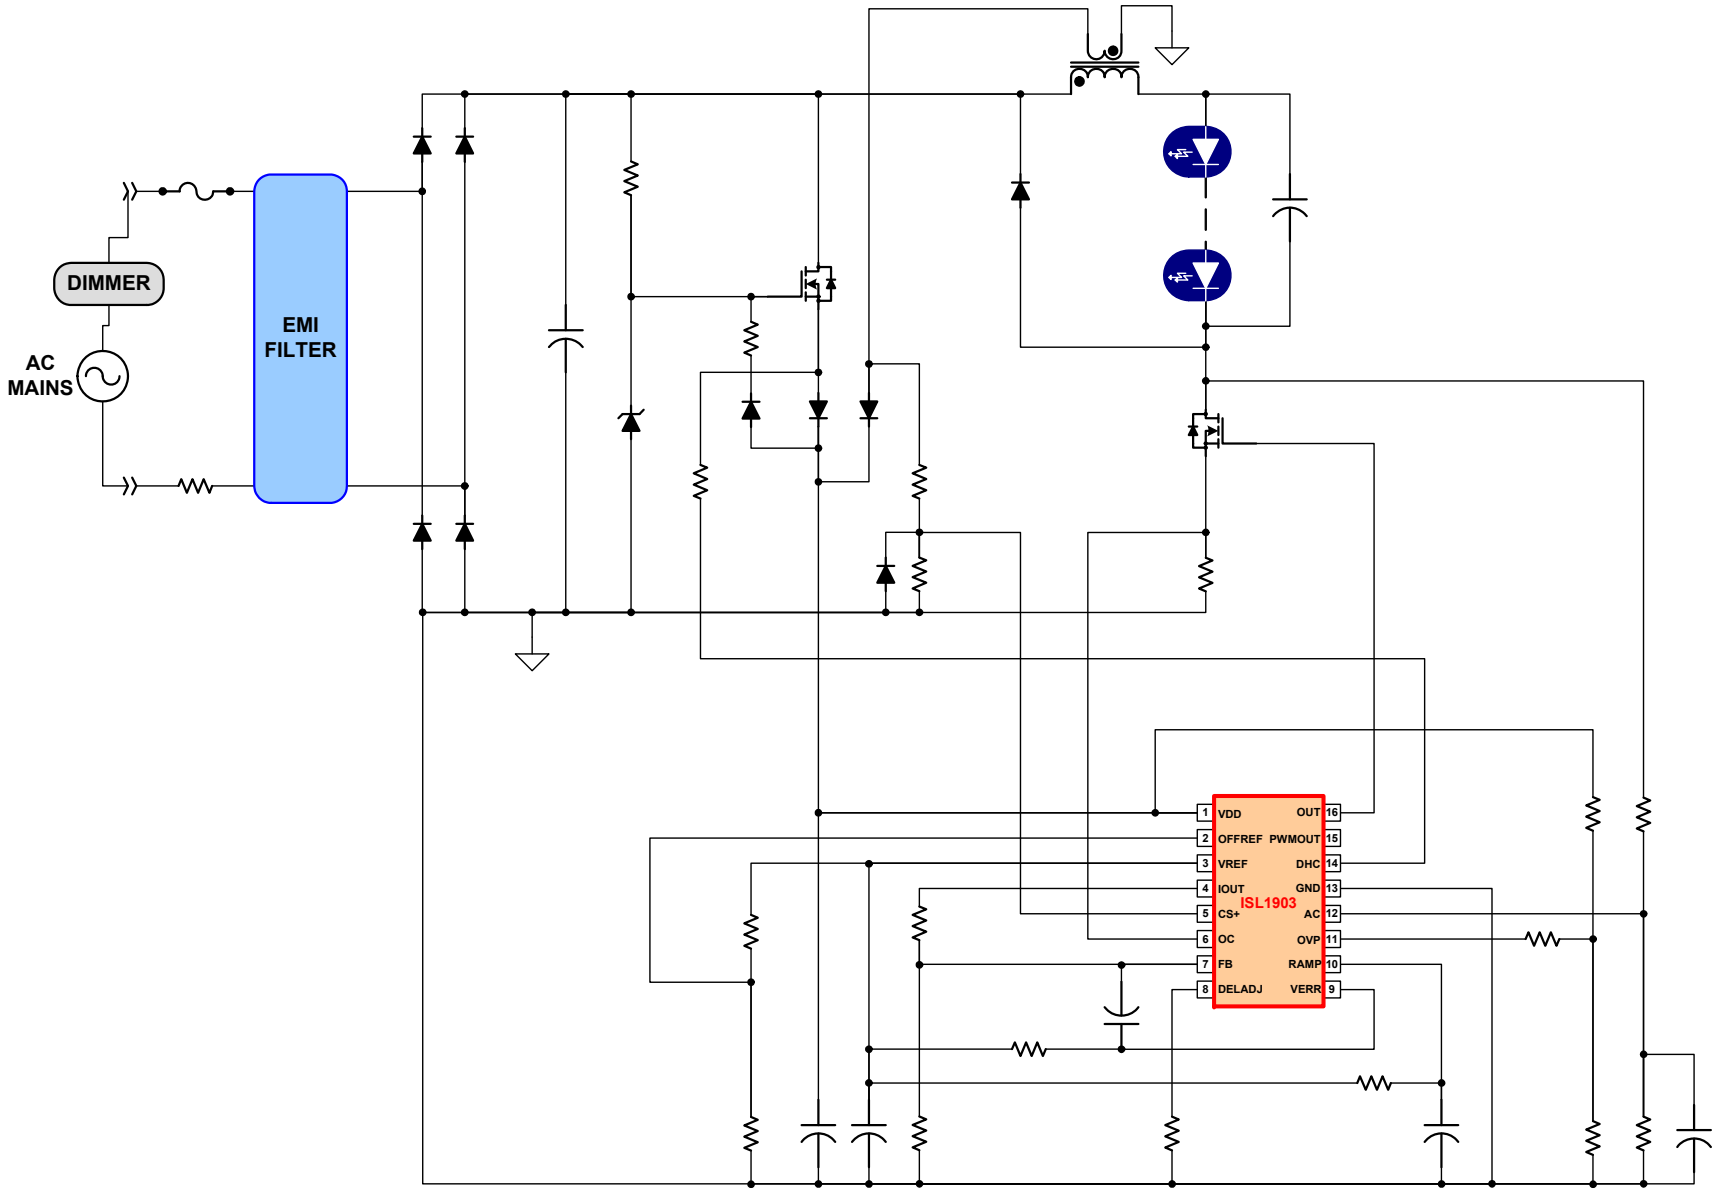 DIMMER
AC
MAINS
EMI
FILTER
ISL1903
1 VDD
2 OFFREF
3 VREF
4 IOUT
5 CS+
6 OC
7 FB
8 DELADJ
OUT 16
PWMOUT 15
DHC 14
GND 13
AC 12
OVP 11
RAMP 10
VERR 9